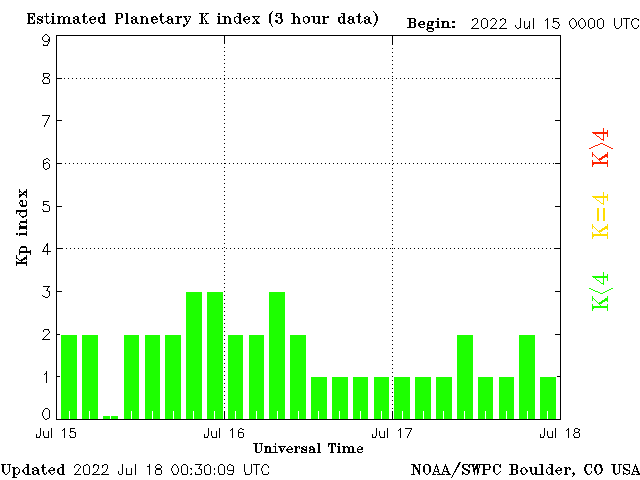 Estimated Planetary K index (3 hour data)
Begin: 2022 Jul 15 0000 UTC
9
8
7
6
5
4
3
2
1
0
Kp index
K>4
K=4
K<4
Jul 15
Jul 16
Jul 17
Jul 18
Universal Time
Updated 2022 Jul 18 00:30:09 UTC
NOAA/SWPC Boulder, CO USA